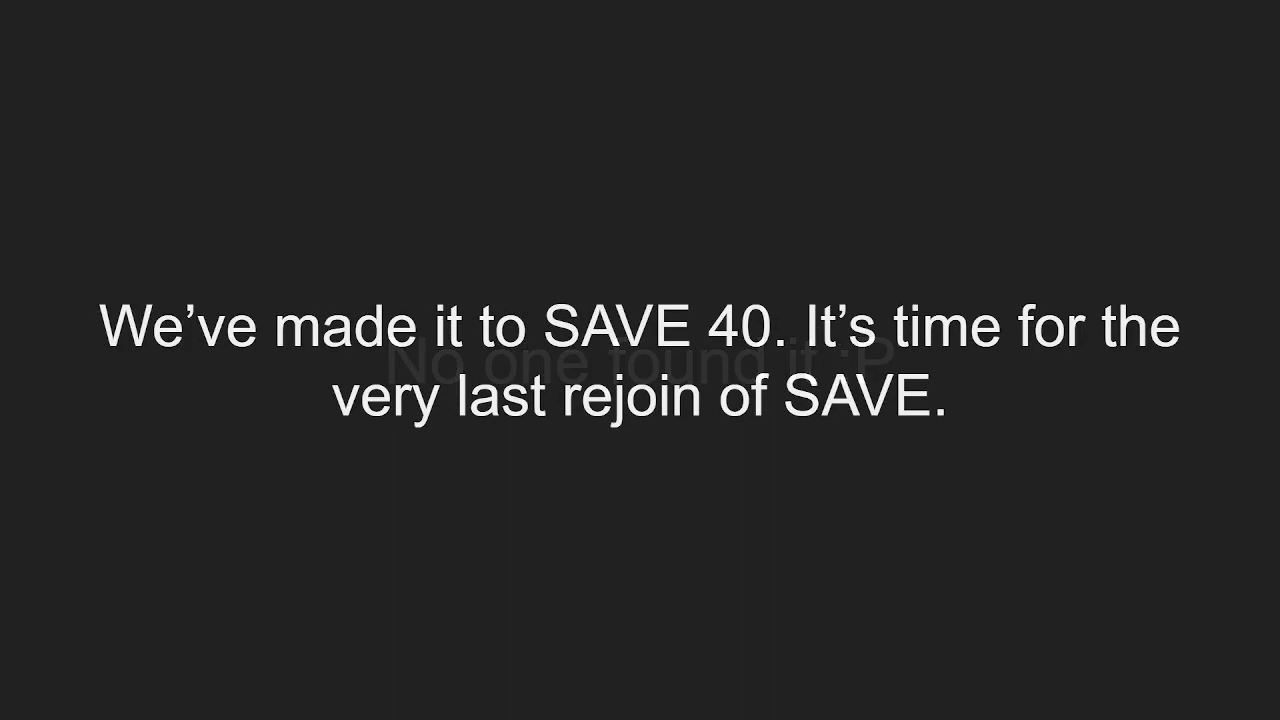 We’ve made it to SAVE 40. It’s time for the
No one found it :P
very last rejoin of SAVE.